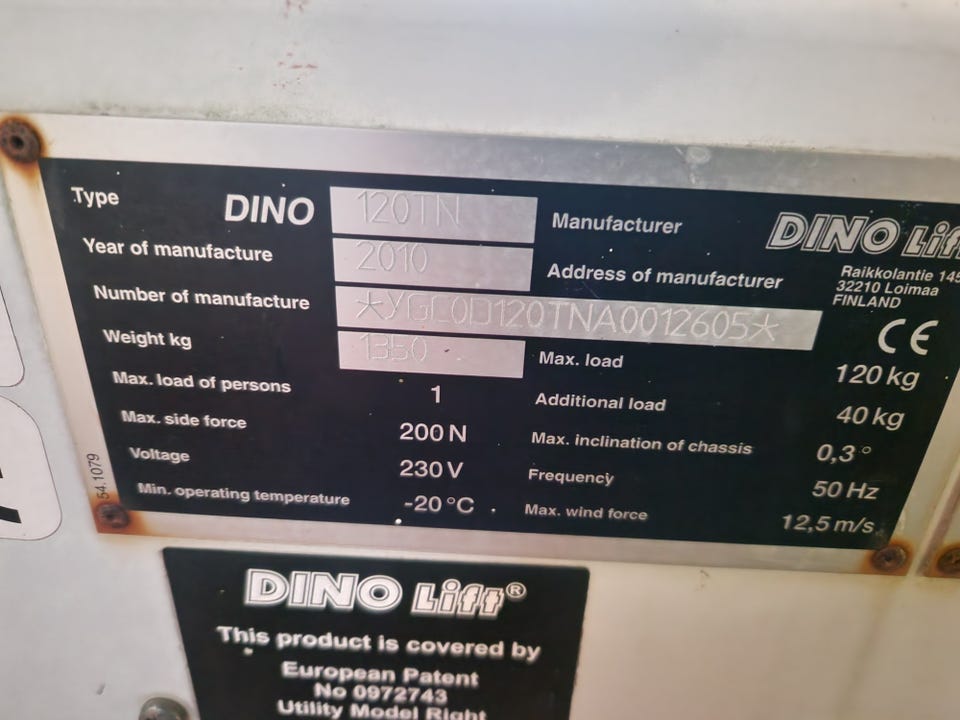 Type DINO 120TN
Year of manufacture 2010
Number of manufacture *YGC0D120TNA0012605*
Weight kg 1350
Max. load of persons 1
Max. side force 200 N
Voltage 230 V
Min. operating temperature -20 °C
Manufacturer DINO Lift
Address of manufacturer Raikkolantie 145
32210 Loimaa
FINLAND
CE
Max. load 120 kg
Additional load 40 kg
Max. inclination of chassis 0,3 °
Frequency 50 Hz
Max. wind force 12,5 m/s
54.1079
DINO Lift®
This product is covered by
European Patent
No 0972743
Utility Model Right